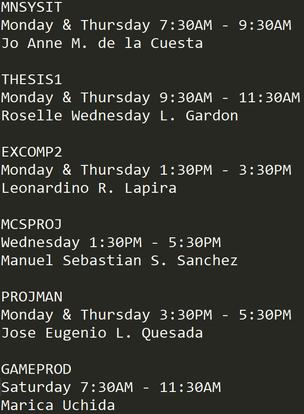 MNSYSIT
Monday & Thursday 7:30AM - 9:30AM
Jo Anne M. de la Cuesta
THESIS1
Monday & Thursday 9:30AM - 11:30AM
Roselle Wednesday L. Gardon
EXCOMP2
Monday & Thursday 1:30PM - 3:30PM
Leonardino R. Lapira
MCSPROJ
Wednesday 1:30PM - 5:30PM
Manuel Sebastian S. Sanchez
PROJMAN
Monday & Thursday 3:30PM - 5:30PM
Jose Eugenio L. Quesada
GAMEPROD
Saturday 7:30AM - 11:30AM
Marica Uchida